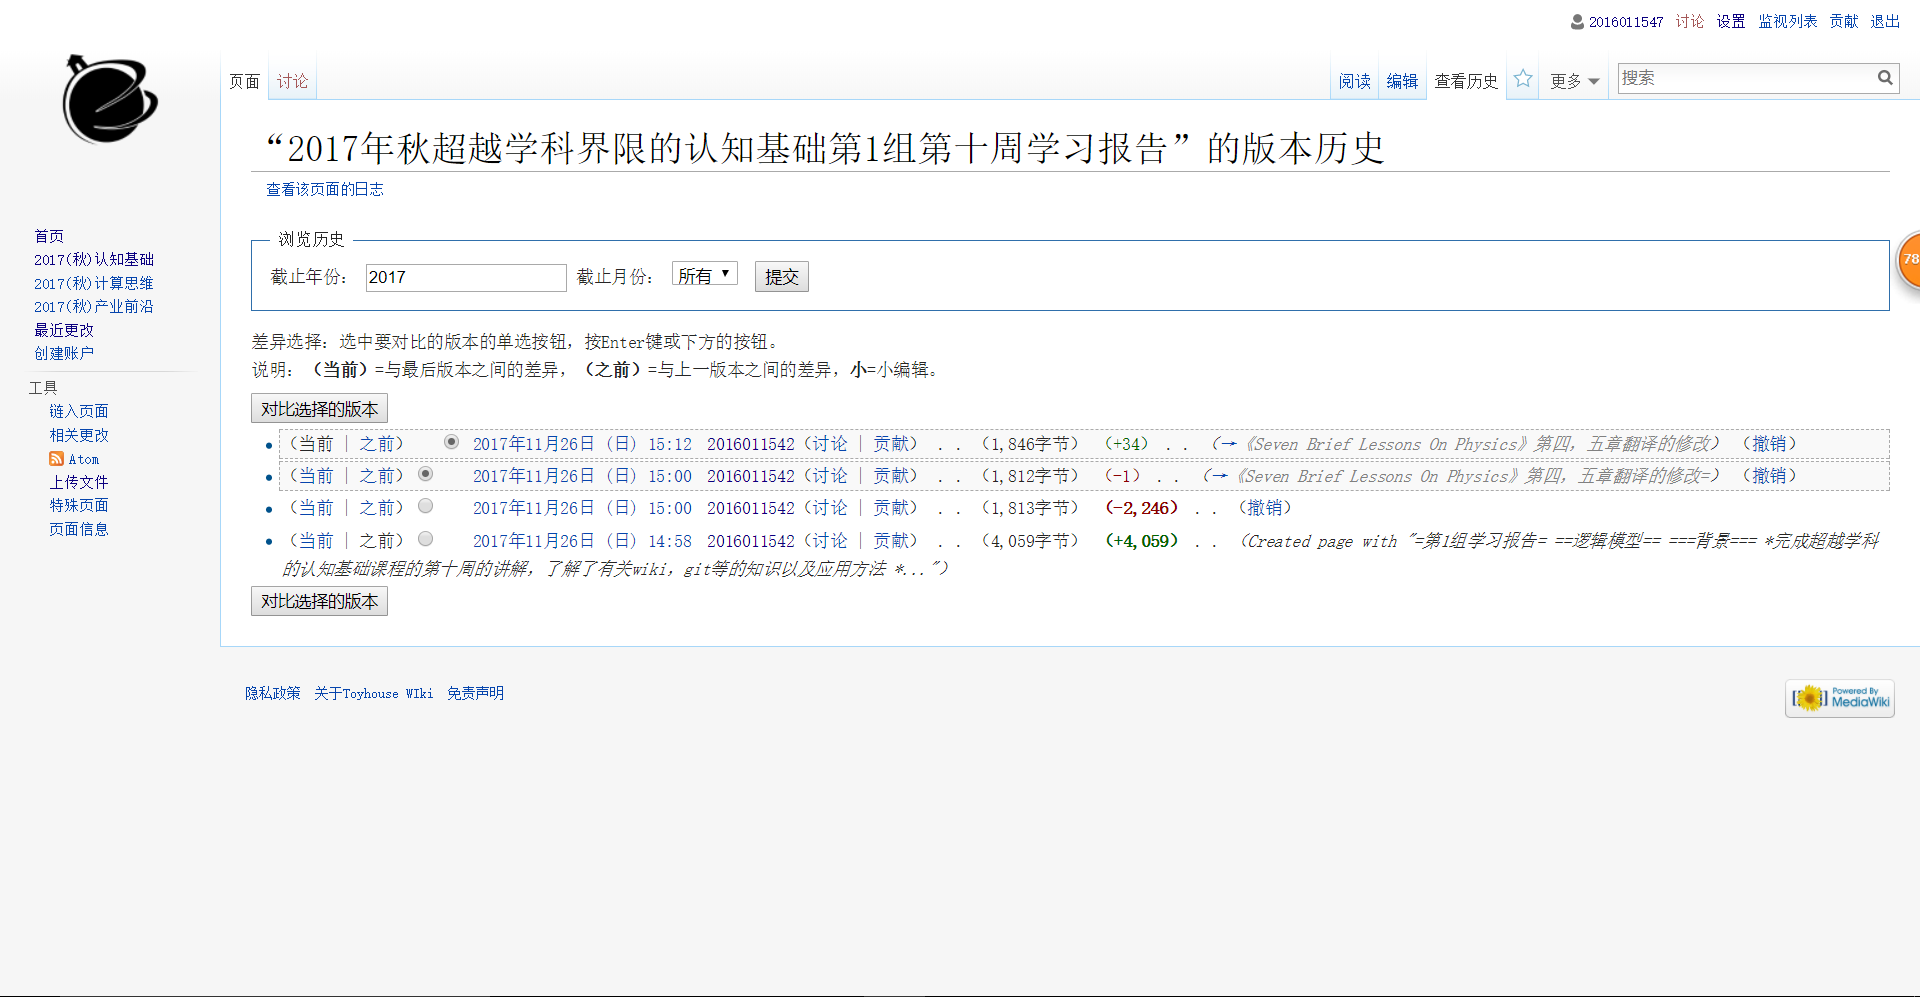 2016011547 讨论 设置 监视列表 贡献 退出
页面 讨论 阅读 编辑 查看历史 更多 搜索
“2017年秋超越学科界限的认知基础第1组第十周学习报告”的版本历史
查看该页面的日志
首页
2017(秋)认知基础
2017(秋)计算思维
2017(秋)产业前沿
最近更改
创建账户
工具
链入页面
相关更改
Atom
上传文件
特殊页面
页面信息
浏览历史
截止年份： 2017 截止月份： 所有 提交
差异选择：选中要对比的版本的单选按钮，按Enter键或下方的按钮。
说明：（当前）=与最后版本之间的差异，（之前）=与上一版本之间的差异，小=小编辑。
对比选择的版本
（当前 | 之前） 2017年11月26日 (日) 15:12 2016011542（讨论 | 贡献） . . （1,846字节） （+34） . . （→《Seven Brief Lessons On Physics》第四，五章翻译的修改）（撤销）
（当前 | 之前） 2017年11月26日 (日) 15:00 2016011542（讨论 | 贡献） . . （1,812字节） （-1） . . （→《Seven Brief Lessons On Physics》第四，五章翻译的修改=）（撤销）
（当前 | 之前） 2017年11月26日 (日) 15:00 2016011542（讨论 | 贡献） . . （1,813字节） （-2,246） . . （撤销）
（当前 | 之前） 2017年11月26日 (日) 14:58 2016011542（讨论 | 贡献） . . （4,059字节） （+4,059） . . （Created page with "=第1组学习报告= ==逻辑模型== ===背景=== *完成超越学科
的认知基础课程的第十周的讲解，了解了有关wiki，git等的知识以及应用方法 *..."）
对比选择的版本
隐私政策 关于Toyhouse WIki 免责声明
Powered By
MediaWiki
78